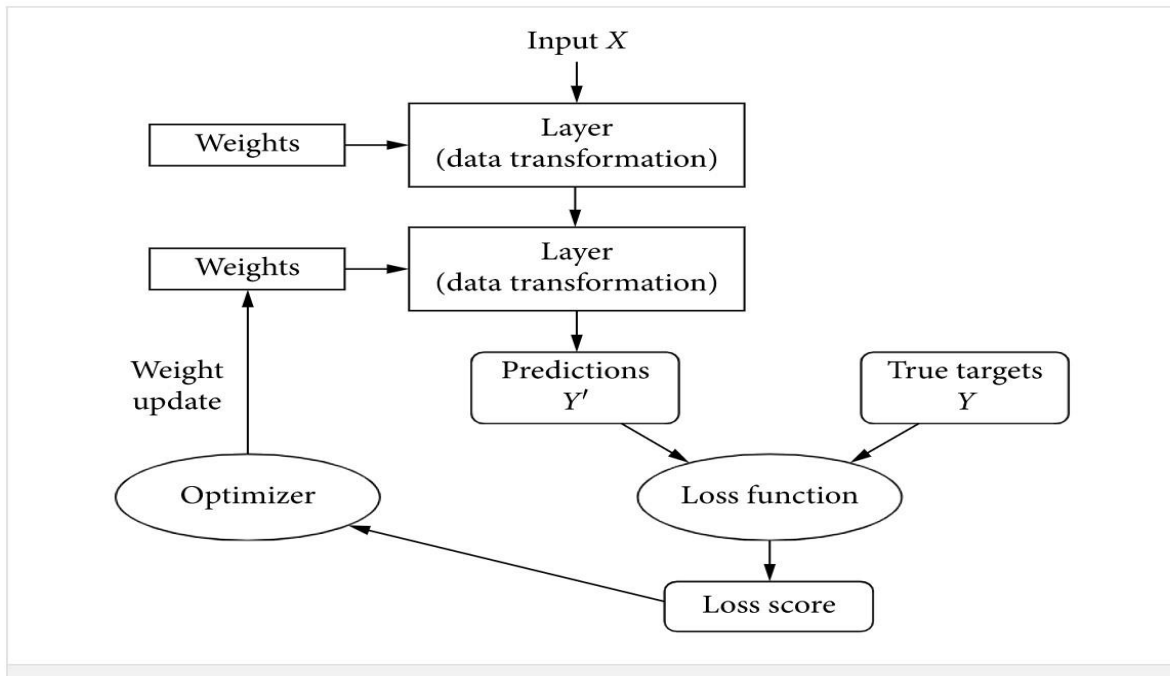 Input X
Weights
Layer
(data transformation)
Weights
Layer
(data transformation)
Weight
update
Predictions
Y′
True targets
Y
Optimizer
Loss function
Loss score